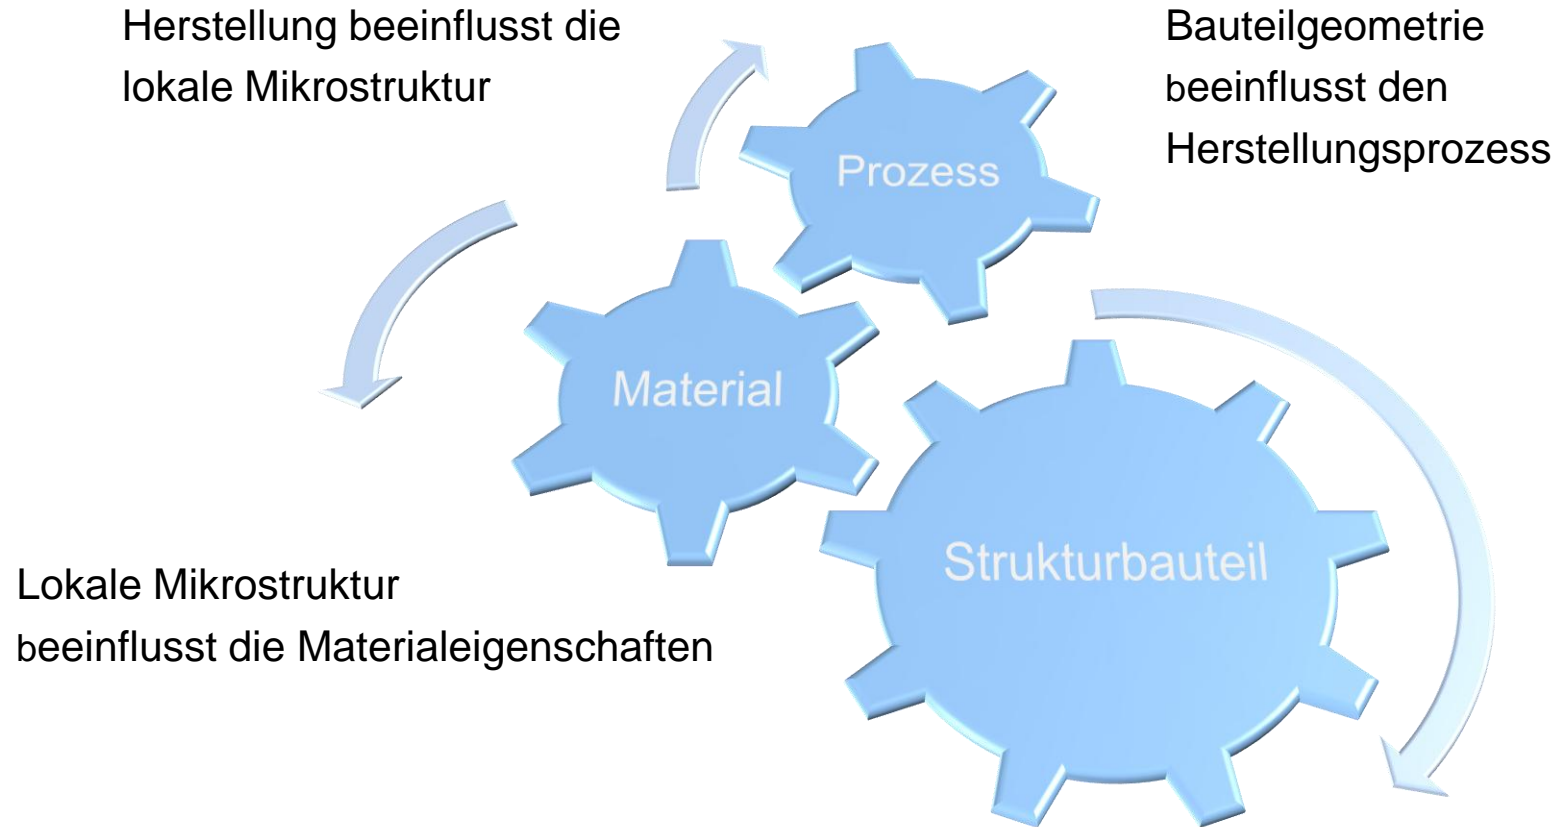 Herstellung beeinflusst die
lokale Mikrostruktur
Bauteilgeometrie
beeinflusst den
Herstellungsprozess
Prozess
Material
Strukturbauteil
Lokale Mikrostruktur
beeinflusst die Materialeigenschaften